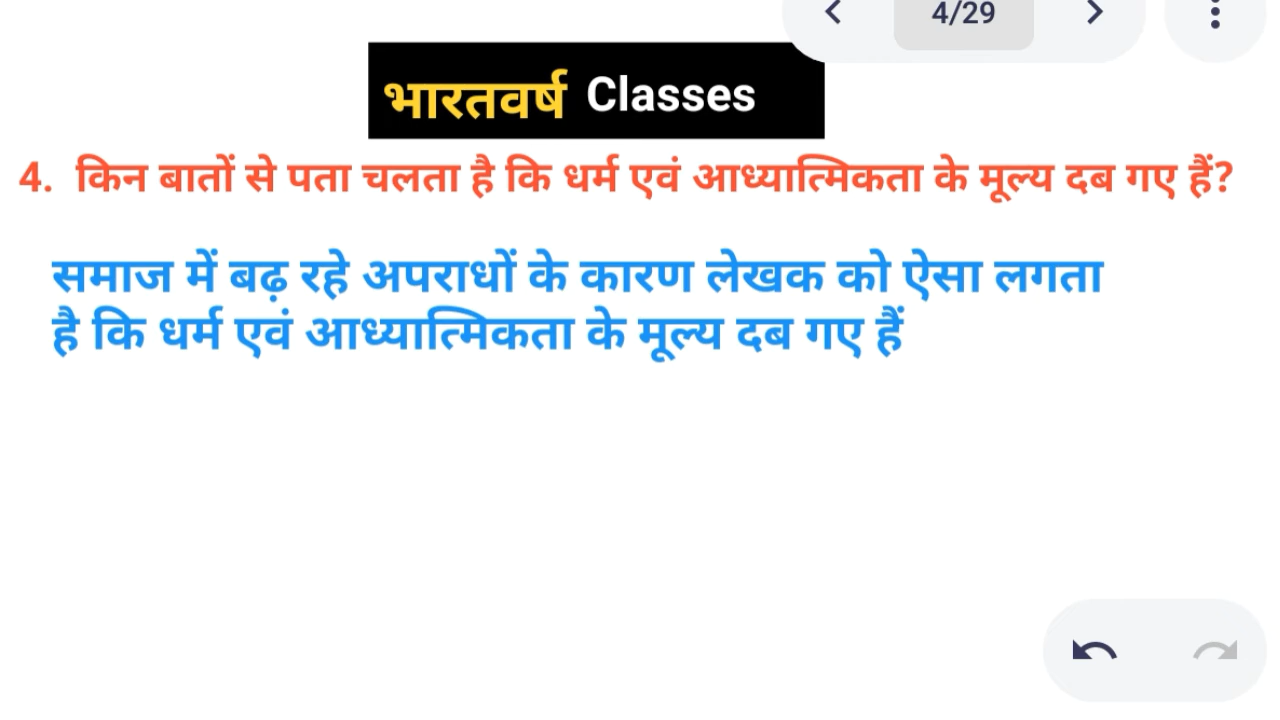 4/29
भारतवर्ष Classes
4. किन बातों से पता चलता है कि धर्म एवं आध्यात्मिकता के मूल्य दब गए हैं?
समाज में बढ़ रहे अपराधों के कारण लेखक को ऐसा लगता
है कि धर्म एवं आध्यात्मिकता के मूल्य दब गए हैं